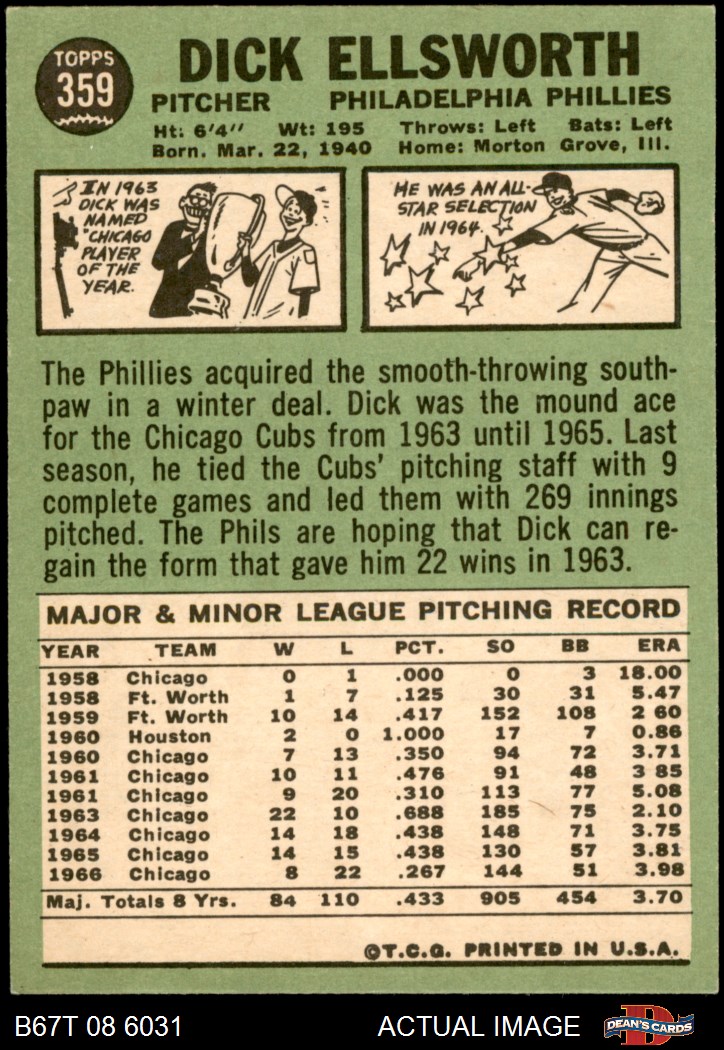 TOPPS
359
DICK ELLSWORTH
PITCHER PHILADELPHIA PHILLIES
Ht: 6'4" Wt: 195 Throws: Left Bats: Left
Born. Mar. 22, 1940 Home: Morton Grove, Ill.
IN 1963
DICK WAS
NAMED
"CHICAGO
PLAYER
OF THE
YEAR.
HE WAS AN ALL-
STAR SELECTION
IN 1964.
The Phillies acquired the smooth-throwing south-
paw in a winter deal. Dick was the mound ace
for the Chicago Cubs from 1963 until 1965. Last
season, he tied the Cubs' pitching staff with 9
complete games and led them with 269 innings
pitched. The Phils are hoping that Dick can re-
gain the form that gave him 22 wins in 1963.
MAJOR & MINOR LEAGUE PITCHING RECORD
YEAR TEAM W L PCT. SO BB ERA
1958 Chicago 0 1 .000 0 3 18.00
1958 Ft. Worth 1 7 .125 30 31 5.47
1959 Ft. Worth 10 14 .417 152 108 2 60
1960 Houston 2 0 1.000 17 7 0.86
1960 Chicago 7 13 .350 94 72 3.71
1961 Chicago 10 11 .476 91 48 3 85
1961 Chicago 9 20 .310 113 77 5.08
1963 Chicago 22 10 .688 185 75 2.10
1964 Chicago 14 18 .438 148 71 3.75
1965 Chicago 14 15 .438 130 57 3.81
1966 Chicago 8 22 .267 144 51 3.98
Maj. Totals 8 Yrs. 84 110 .433 905 454 3.70
©T.C.G. PRINTED IN U.S.A.
B67T 08 6031 ACTUAL IMAGE D DEAN'S CARDS